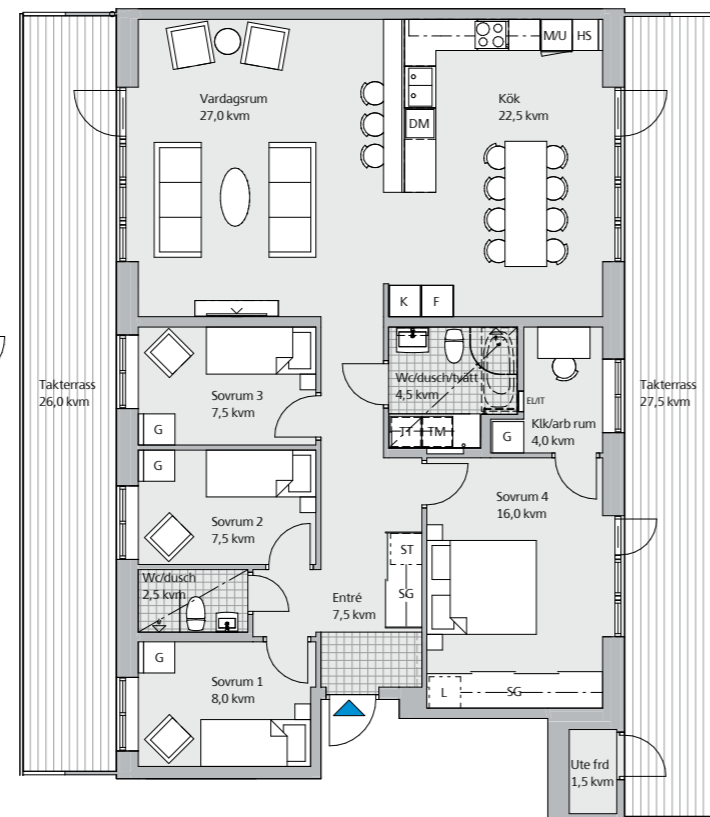 M/U
HS
Vardagsrum
27,0 kvm
Kök
22,5 kvm
DM
K
F
Takterrass
26,0 kvm
Sovrum 3
7,5 kvm
G
Wc/dusch/tvätt
4,5 kvm
TT
TM
EL/IT
Klk/arb rum
4,0 kvm
G
Takterrass
27,5 kvm
G
Sovrum 2
7,5 kvm
Sovrum 4
16,0 kvm
ST
SG
Wc/dusch
2,5 kvm
Entré
7,5 kvm
G
Sovrum 1
8,0 kvm
L
SG
Ute frd
1,5 kvm